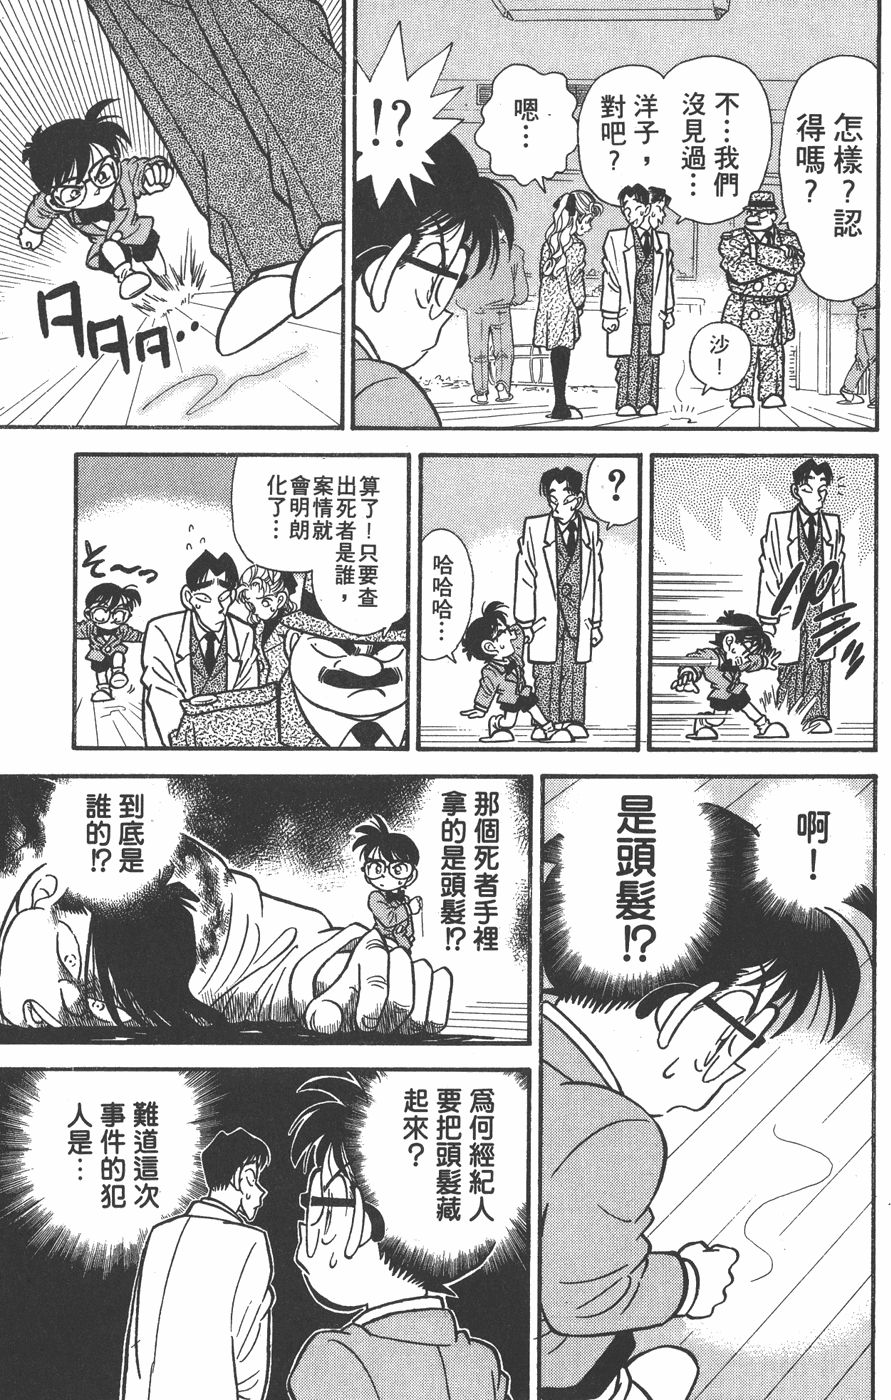 怎樣？認
得嗎？
不…我們
沒見過…
洋子，
對吧？
嗯…
沙！
!?
タタタ‥
？
哈哈哈…
算了！只要查
出死者是誰，
案情就
會明朗
化了…
そ～っ
啊！
是頭髮!?
那個死者手裡
拿的是頭髮!?
到底是
誰的!?
為何經紀人
要把頭髮藏
起來？
難道這次
事件的犯
人是…